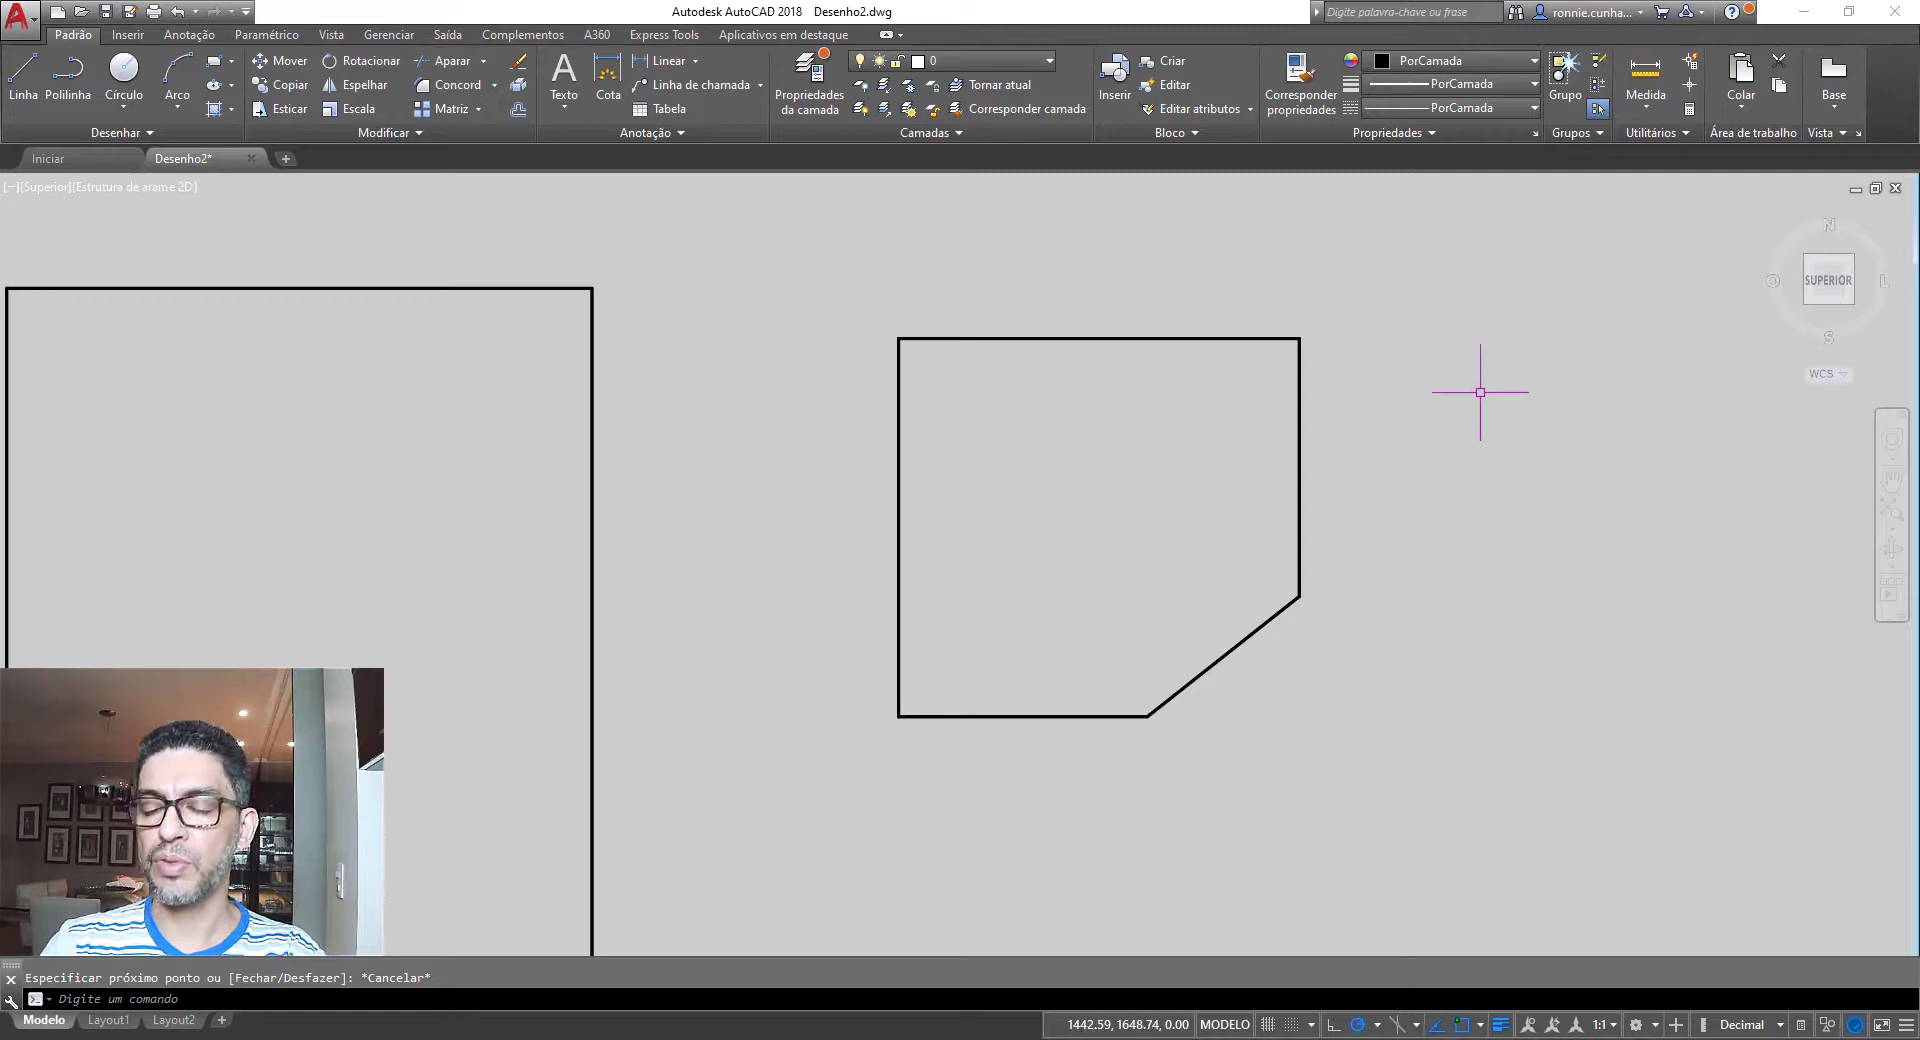 Autodesk AutoCAD 2018 Desenho2.dwg
Digite palavra-chave ou frase
ronnie.cunha...
Padrão Inserir Anotação Paramétrico Vista Gerenciar Saída Complementos A360 Express Tools Aplicativos em destaque
Mover Rotacionar Aparar
Linear
0
Criar
PorCamada
Copiar Espelhar Concord
Linha de chamada
Tornar atual
Editar
PorCamada
Linha Polilinha Círculo Arco
Texto Cota
Propriedades da camada
Inserir
Corresponder propriedades
Grupo Medida Colar Base
Esticar Escala Matriz
Tabela
Corresponder camada
Editar atributos
PorCamada
Desenhar Modificar Anotação Camadas Bloco Propriedades Grupos Utilitários Área de trabalho Vista
Iniciar Desenho2*
[−][Superior][Estrutura de arame 2D]
N
O SUPERIOR L
S
WCS
Especificar próximo ponto ou [Fechar/Desfazer]: *Cancelar*
Digite um comando
Modelo Layout1 Layout2
1442.59, 1648.74, 0.00 MODELO 1:1 Decimal